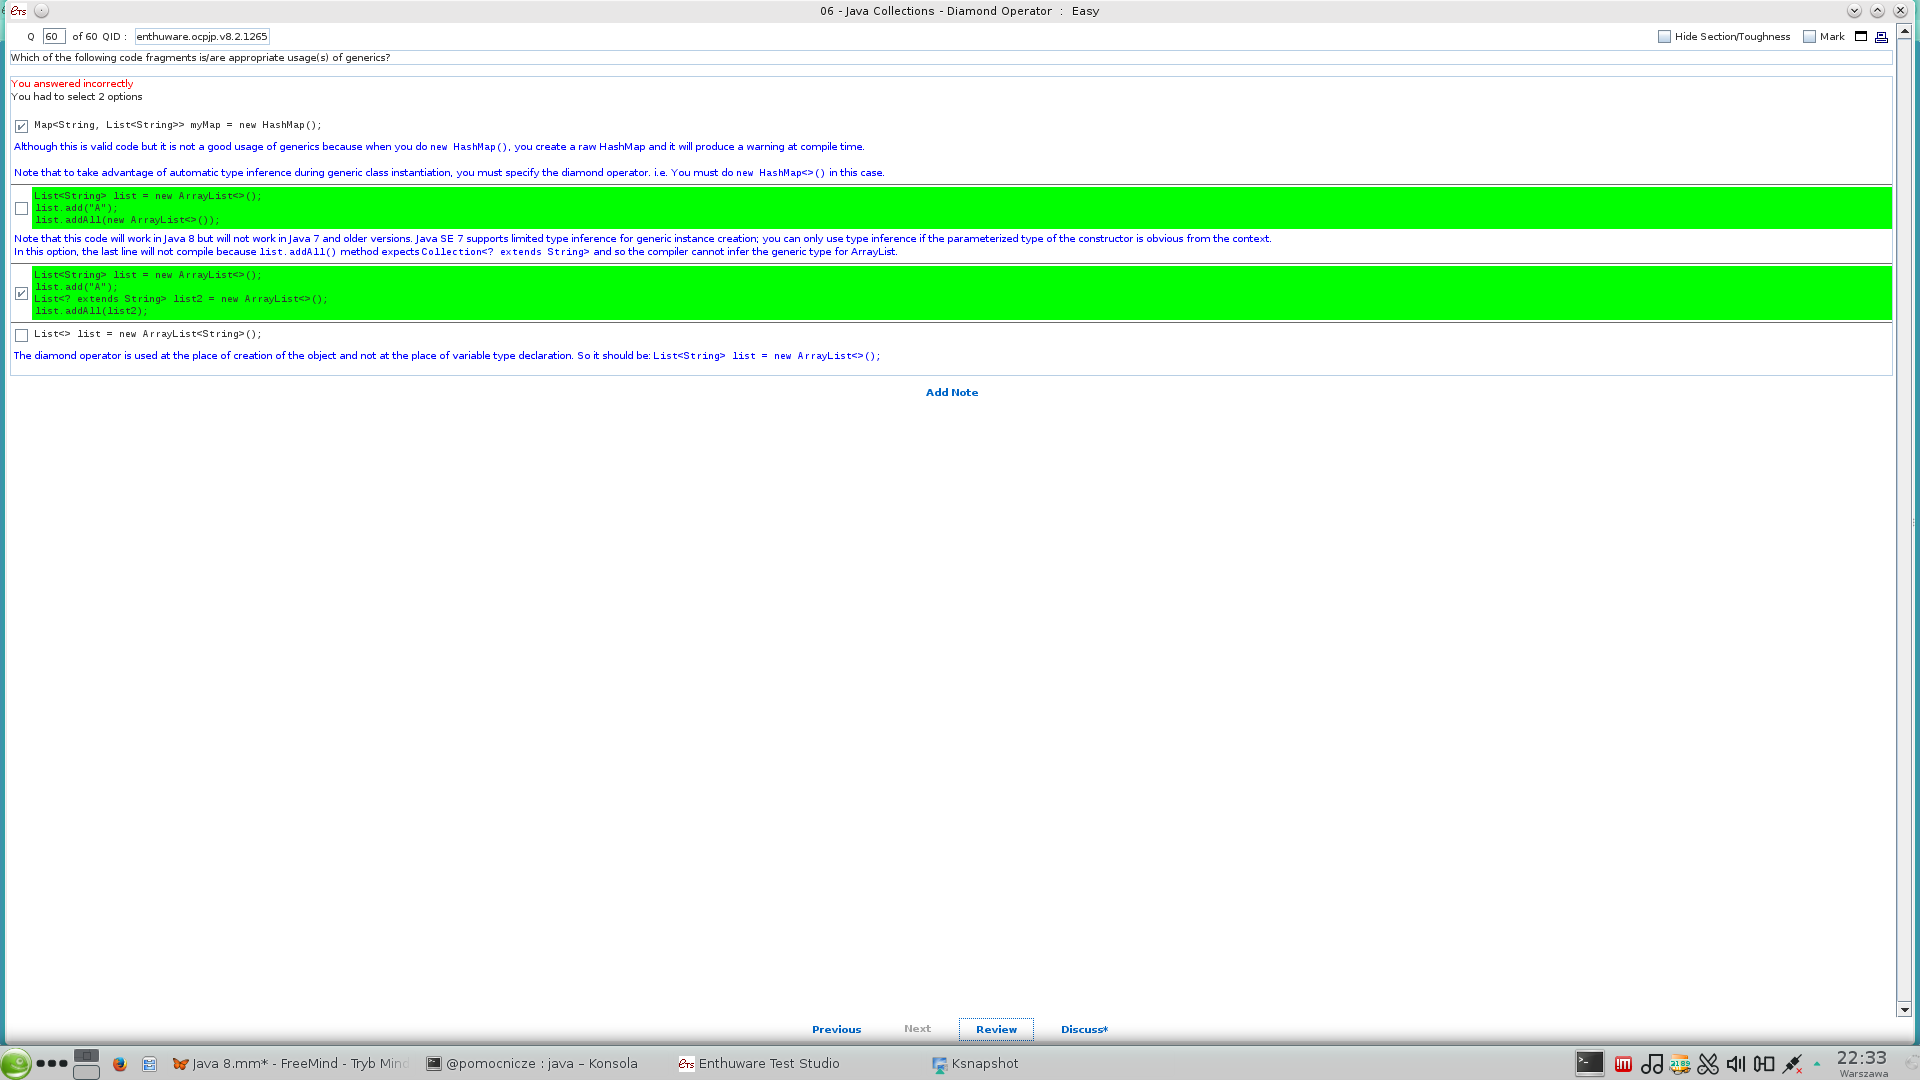 ETS
06 - Java Collections - Diamond Operator : Easy
Q 60 of 60 QID : enthuware.ocpjp.v8.2.1265
Hide Section/Toughness Mark
Which of the following code fragments is/are appropriate usage(s) of generics?
You answered incorrectly
You had to select 2 options
Map<String, List<String>> myMap = new HashMap();
Although this is valid code but it is not a good usage of generics because when you do new HashMap(), you create a raw HashMap and it will produce a warning at compile time.
Note that to take advantage of automatic type inference during generic class instantiation, you must specify the diamond operator. i.e. You must do new HashMap<>() in this case.
List<String> list = new ArrayList<>();
list.add("A");
list.addAll(new ArrayList<>());
Note that this code will work in Java 8 but will not work in Java 7 and older versions. Java SE 7 supports limited type inference for generic instance creation; you can only use type inference if the parameterized type of the constructor is obvious from the context.
In this option, the last line will not compile because list.addAll() method expects Collection<? extends String> and so the compiler cannot infer the generic type for ArrayList.
List<String> list = new ArrayList<>();
list.add("A");
List<? extends String> list2 = new ArrayList<>();
list.addAll(list2);
List<> list = new ArrayList<String>();
The diamond operator is used at the place of creation of the object and not at the place of variable type declaration. So it should be: List<String> list = new ArrayList<>();
Add Note
Previous Next Review Discuss*
Java 8.mm* - FreeMind - Tryb Mind
@pomocnicze : java – Konsola
ETS Enthuware Test Studio
Ksnapshot
22:33
Warszawa